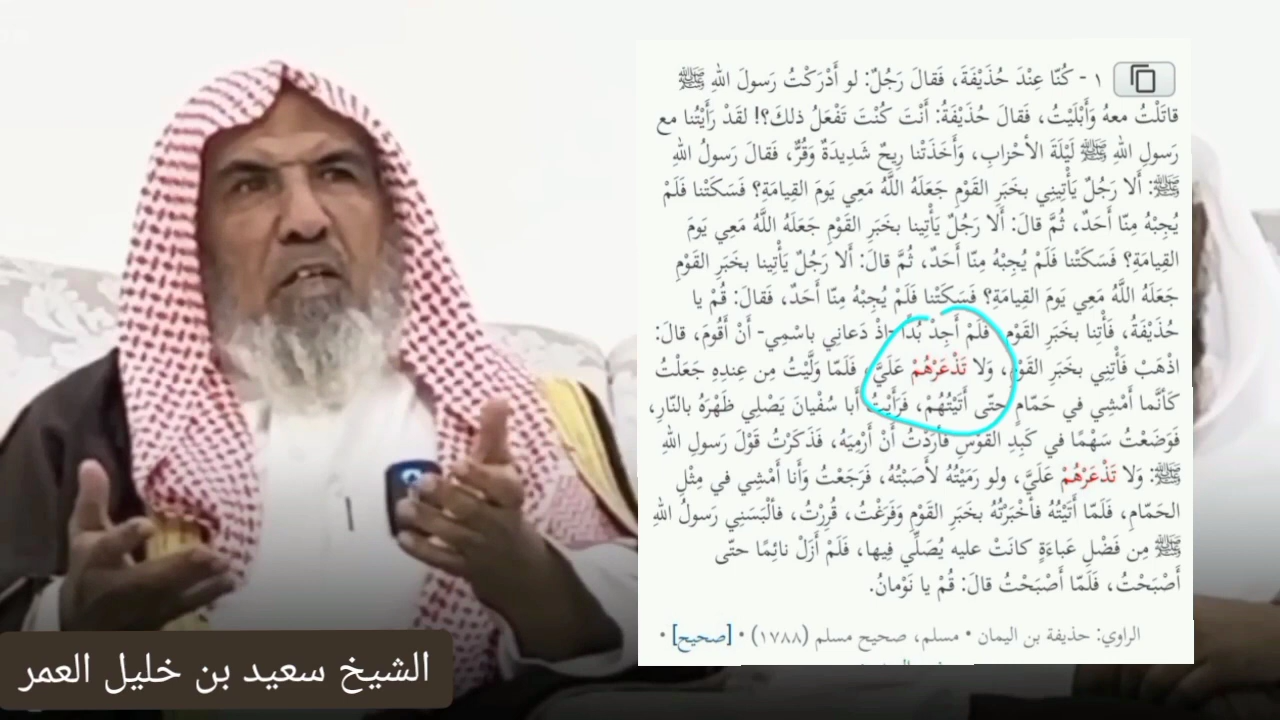 ١ - كُنَّا عِنْدَ حُذَيْفَةَ، فَقالَ رَجُلٌ: لو أَدْرَكْتُ رَسولَ اللهِ ﷺ
قاتَلْتُ معهُ وَأَبْلَيْتُ، فَقالَ حُذَيْفَةُ: أَنْتَ كُنْتَ تَفْعَلُ ذلكَ؟! لقَدْ رَأَيْتُنا مع
رَسولِ اللهِ ﷺ لَيْلَةَ الأحْزابِ، وَأَخَذَتْنا رِيحٌ شَدِيدَةٌ وَقُرٌّ، فَقالَ رَسولُ اللهِ
ﷺ: أَلا رَجُلٌ يَأْتِينِي بخَبَرِ القَوْمِ جَعَلَهُ اللَّهُ مَعِي يَومَ القِيامَةِ؟ فَسَكَتْنا فَلَمْ
يُجِبْهُ مِنَّا أَحَدٌ، ثُمَّ قالَ: أَلا رَجُلٌ يَأْتِينا بخَبَرِ القَوْمِ جَعَلَهُ اللَّهُ مَعِي يَومَ
القِيامَةِ؟ فَسَكَتْنا فَلَمْ يُجِبْهُ مِنَّا أَحَدٌ، ثُمَّ قالَ: أَلا رَجُلٌ يَأْتِينا بخَبَرِ القَوْمِ
جَعَلَهُ اللَّهُ مَعِي يَومَ القِيامَةِ؟ فَسَكَتْنا فَلَمْ يُجِبْهُ مِنَّا أَحَدٌ، فَقالَ: قُمْ يا
حُذَيْفَةُ، فَأْتِنا بخَبَرِ القَوْمِ، فَلَمْ أَجِدْ بُدًّا -إذْ دَعانِي باسْمِي- أَنْ أَقُومَ، قالَ:
اذْهَبْ فَأْتِنِي بخَبَرِ القَوْمِ، وَلا تَذْعَرْهُمْ عَلَيَّ، فَلَمَّا وَلَّيْتُ مِن عِندِهِ جَعَلْتُ
كَأنَّما أَمْشِي في حَمَّامٍ حتَّى أَتَيْتُهُمْ، فَرَأَيْتُ أَبا سُفْيانَ يَصْلِي ظَهْرَهُ بالنَّارِ،
فَوَضَعْتُ سَهْمًا في كَبِدِ القَوْسِ فأرَدْتُ أَنْ أَرْمِيَهُ، فَذَكَرْتُ قَوْلَ رَسولِ اللهِ
ﷺ: وَلا تَذْعَرْهُمْ عَلَيَّ، ولو رَمَيْتُهُ لأَصَبْتُهُ، فَرَجَعْتُ وَأَنا أَمْشِي في مِثْلِ
الحَمَّامِ، فَلَمَّا أَتَيْتُهُ فأخْبَرْتُهُ بخَبَرِ القَوْمِ وَفَرَغْتُ، قُرِرْتُ، فألْبَسَنِي رَسولُ اللهِ
ﷺ مِن فَضْلِ عَباءَةٍ كانَتْ عليه يُصَلِّي فِيها، فَلَمْ أَزَلْ نائِمًا حتَّى
أَصْبَحْتُ، فَلَمَّا أَصْبَحْتُ قالَ: قُمْ يا نَوْمانُ.
الراوي: حذيفة بن اليمان • مسلم، صحيح مسلم (١٧٨٨) • [صحيح] •
الشيخ سعيد بن خليل العمر